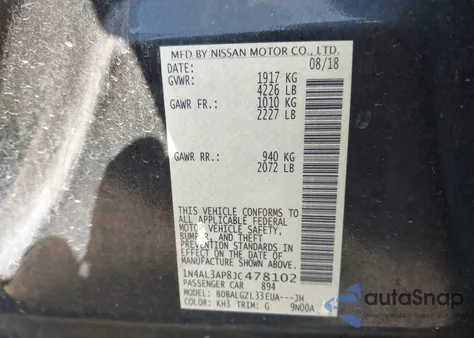 MFD BY NISSAN MOTOR CO., LTD.
DATE: 08/18
GVWR: 1917 KG
4226 LB
GAWR FR.: 1010 KG
2227 LB
GAWR RR.: 940 KG
2072 LB
THIS VEHICLE CONFORMS TO
ALL APPLICABLE FEDERAL
MOTOR VEHICLE SAFETY,
BUMPER, AND THEFT
PREVENTION STANDARDS IN
EFFECT ON THE DATE OF
MANUFACTURE SHOWN ABOVE.
1N4AL3AP8JC478102
PASSENGER CAR 894
MODEL: BDBALGZL33EUA---JH
COLOR: KH3 TRIM: G 9N00A
autoSnap